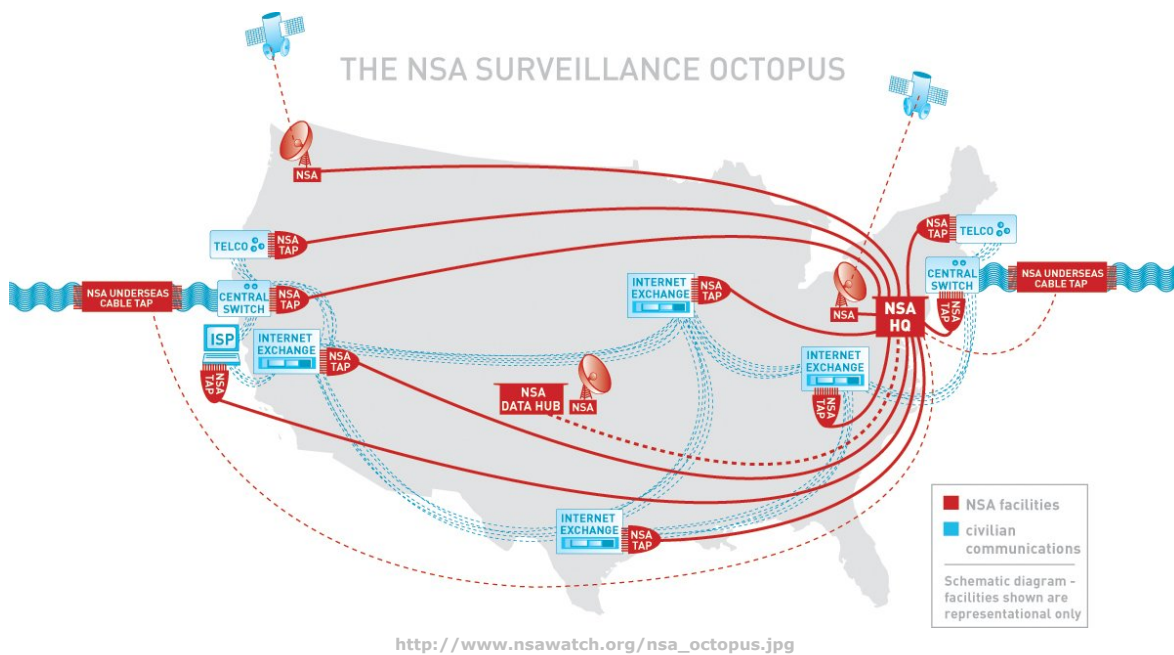 THE NSA SURVEILLANCE OCTOPUS
NSA
TELCO
NSA
TAP
NSA
TAP
TELCO
NSA UNDERSEAS
CABLE TAP
CENTRAL
SWITCH
NSA
TAP
INTERNET
EXCHANGE
NSA
TAP
NSA
NSA
HQ
CENTRAL
SWITCH
NSA
TAP
NSA UNDERSEAS
CABLE TAP
ISP
NSA
TAP
INTERNET
EXCHANGE
NSA
TAP
NSA
DATA HUB
NSA
INTERNET
EXCHANGE
NSA
TAP
INTERNET
EXCHANGE
NSA
TAP
NSA facilities
civilian
communications
Schematic diagram -
facilities shown are
representational only
http://www.nsawatch.org/nsa_octopus.jpg